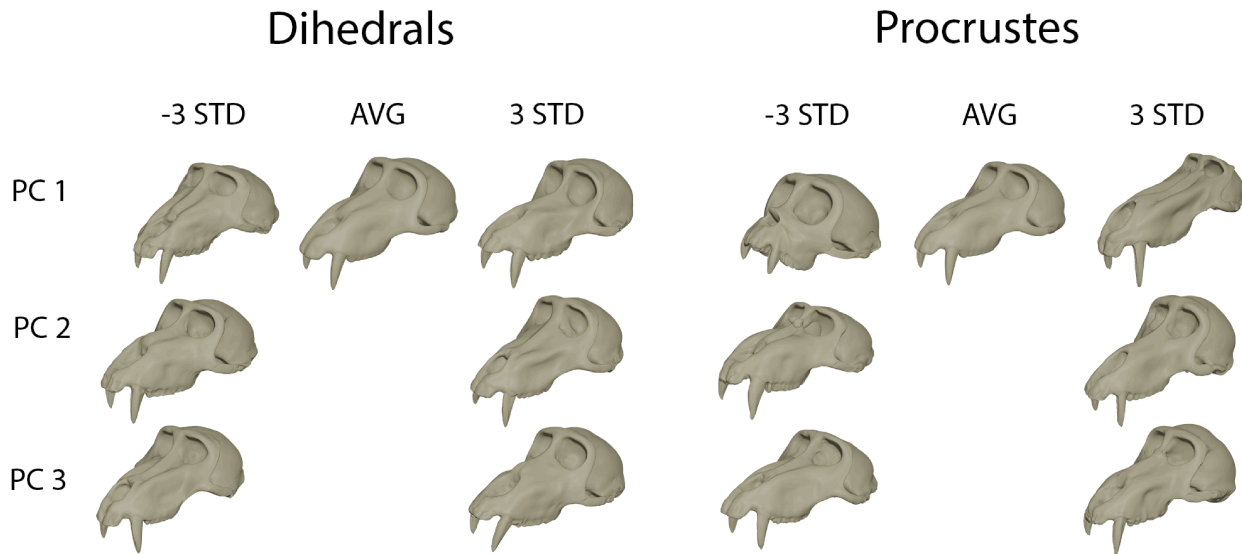 Dihedrals Procrustes
-3 STD AVG 3 STD -3 STD AVG 3 STD
PC 1
PC 2
PC 3